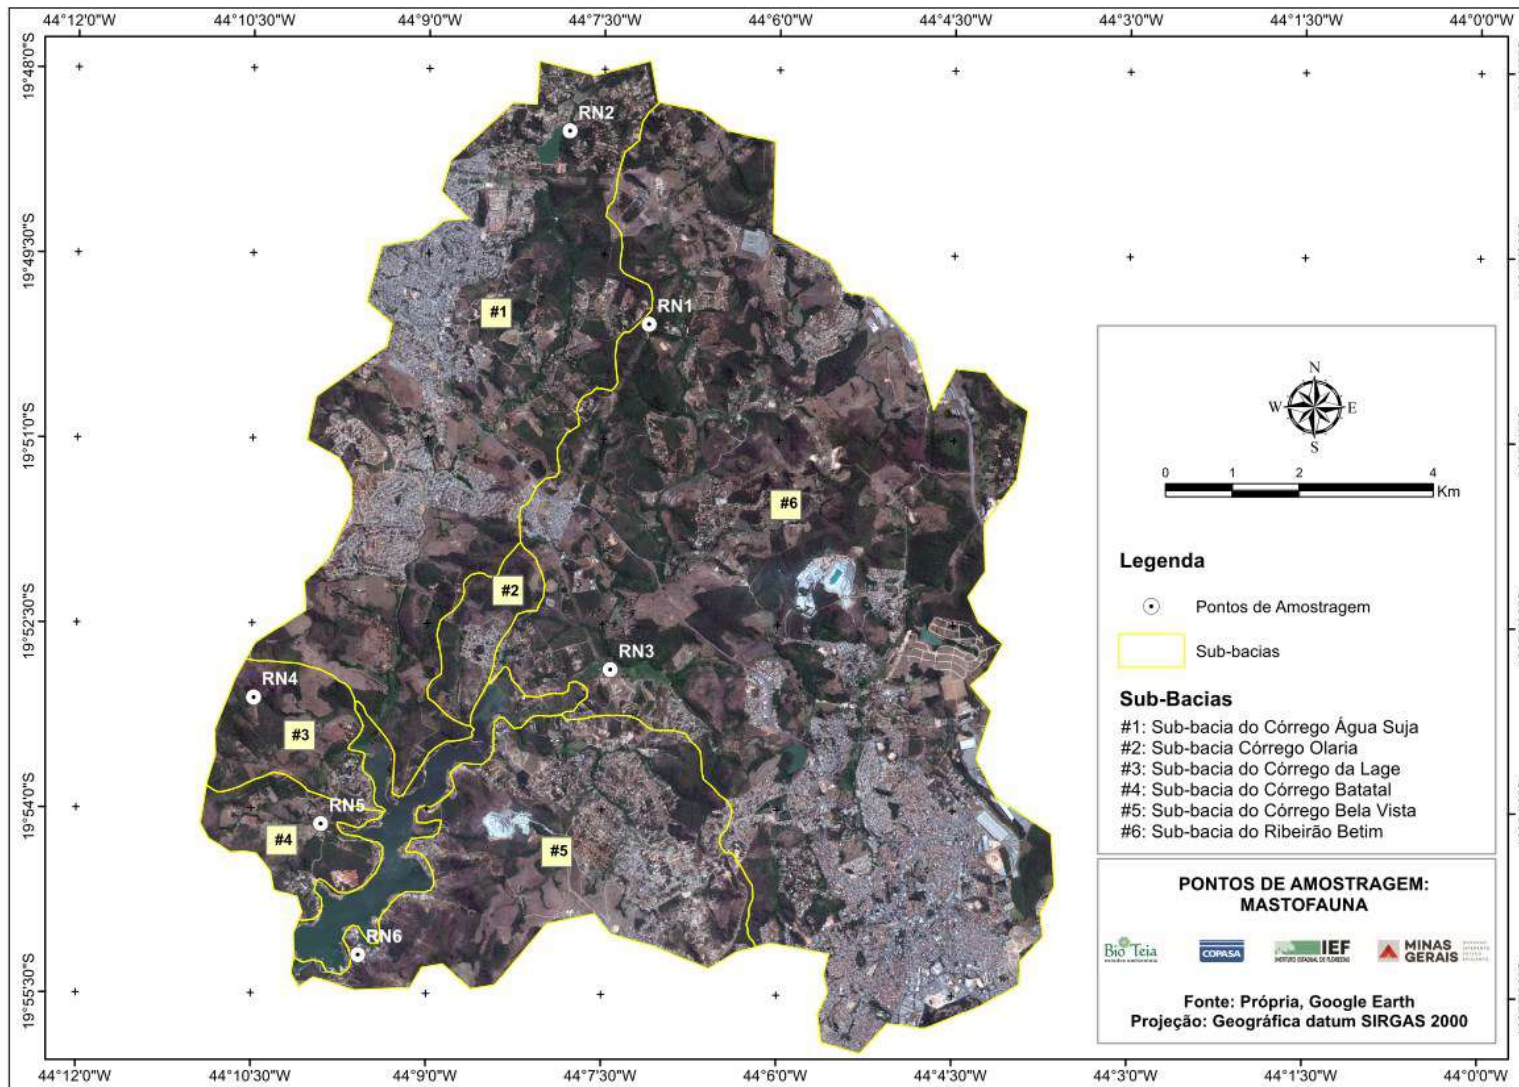 44°12'0"W 44°10'30"W 44°9'0"W 44°7'30"W 44°6'0"W 44°4'30"W 44°3'0"W 44°1'30"W 44°0'0"W
19°48'0"S
19°49'30"S
19°51'0"S
19°52'30"S
19°54'0"S
19°55'30"S
RN2
#1
RN1
#6
#2
RN3
RN4
#3
RN5
#4
#5
RN6
N
W E
S
0 1 2 4
Km
Legenda
Pontos de Amostragem
Sub-bacias
Sub-Bacias
#1: Sub-bacia do Córrego Água Suja
#2: Sub-bacia Córrego Olaria
#3: Sub-bacia do Córrego da Lage
#4: Sub-bacia do Córrego Batatal
#5: Sub-bacia do Córrego Bela Vista
#6: Sub-bacia do Ribeirão Betim
PONTOS DE AMOSTRAGEM:
MASTOFAUNA
Bio Teia
COPASA
IEF
INSTITUTO ESTADUAL DE FLORESTAS
MINAS
GERAIS
Fonte: Própria, Google Earth
Projeção: Geográfica datum SIRGAS 2000
44°12'0"W 44°10'30"W 44°9'0"W 44°7'30"W 44°6'0"W 44°4'30"W 44°3'0"W 44°1'30"W 44°0'0"W